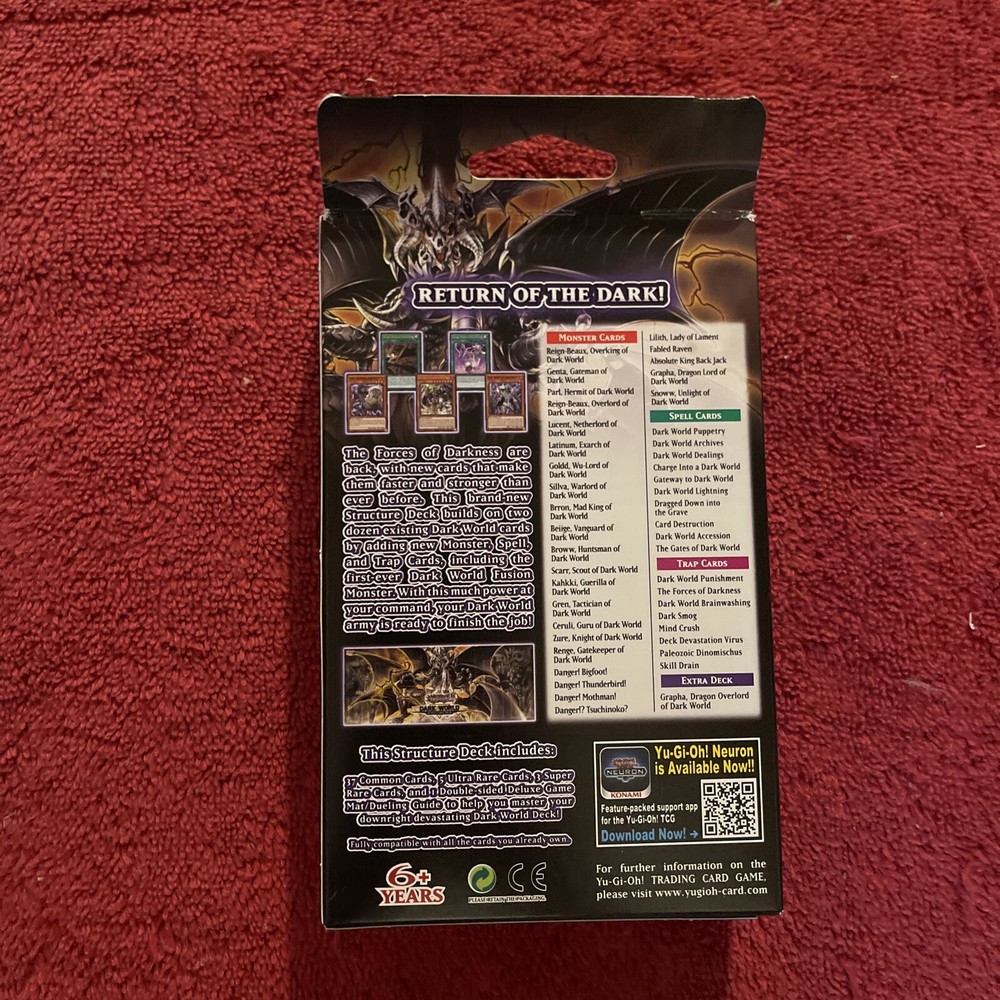 RETURN OF THE DARK!
The Forces of Darkness are
back, with new cards that make
them faster and stronger than
ever before. This brand-new
Structure Deck builds on two
dozen existing Dark World cards
by adding new Monster, Spell,
and Trap Cards, including the
first-ever Dark World Fusion
Monster. With this much power at
your command, your Dark World
army is ready to finish the job!
DARK WORLD
MONSTER CARDS
Reign-Beaux, Overking of
Dark World
Genta, Gateman of
Dark World
Parl, Hermit of Dark World
Reign-Beaux, Overlord of
Dark World
Lucent, Netherlord of
Dark World
Latinum, Exarch of
Dark World
Goldd, Wu-Lord of
Dark World
Sillva, Warlord of
Dark World
Brron, Mad King of
Dark World
Beiige, Vanguard of
Dark World
Broww, Huntsman of
Dark World
Scarr, Scout of Dark World
Kahkki, Guerilla of
Dark World
Gren, Tactician of
Dark World
Ceruli, Guru of Dark World
Zure, Knight of Dark World
Renge, Gatekeeper of
Dark World
Danger! Bigfoot!
Danger! Thunderbird!
Danger! Mothman!
Danger!? Tsuchinoko?
Lilith, Lady of Lament
Fabled Raven
Absolute King Back Jack
Grapha, Dragon Lord of
Dark World
Snoww, Unlight of
Dark World
SPELL CARDS
Dark World Puppetry
Dark World Archives
Dark World Dealings
Charge Into a Dark World
Gateway to Dark World
Dark World Lightning
Dragged Down into
the Grave
Card Destruction
Dark World Accession
The Gates of Dark World
TRAP CARDS
Dark World Punishment
The Forces of Darkness
Dark World Brainwashing
Dark Smog
Mind Crush
Deck Devastation Virus
Paleozoic Dinomischus
Skill Drain
EXTRA DECK
Grapha, Dragon Overlord
of Dark World
This Structure Deck includes:
37 Common Cards, 5 Ultra Rare Cards, 3 Super
Rare Cards, and 1 Double-sided Deluxe Game
Mat/Dueling Guide to help you master your
downright devastating Dark World Deck!
Fully compatible with all the cards you already own.
6+
YEARS
PLEASE RETAIN THE PACKAGING
CE
NEURON
KONAMI
Yu-Gi-Oh! Neuron
is Available Now!!
Feature-packed support app
for the Yu-Gi-Oh! TCG
Download Now! →
For further information on the
Yu-Gi-Oh! TRADING CARD GAME,
please visit www.yugioh-card.com